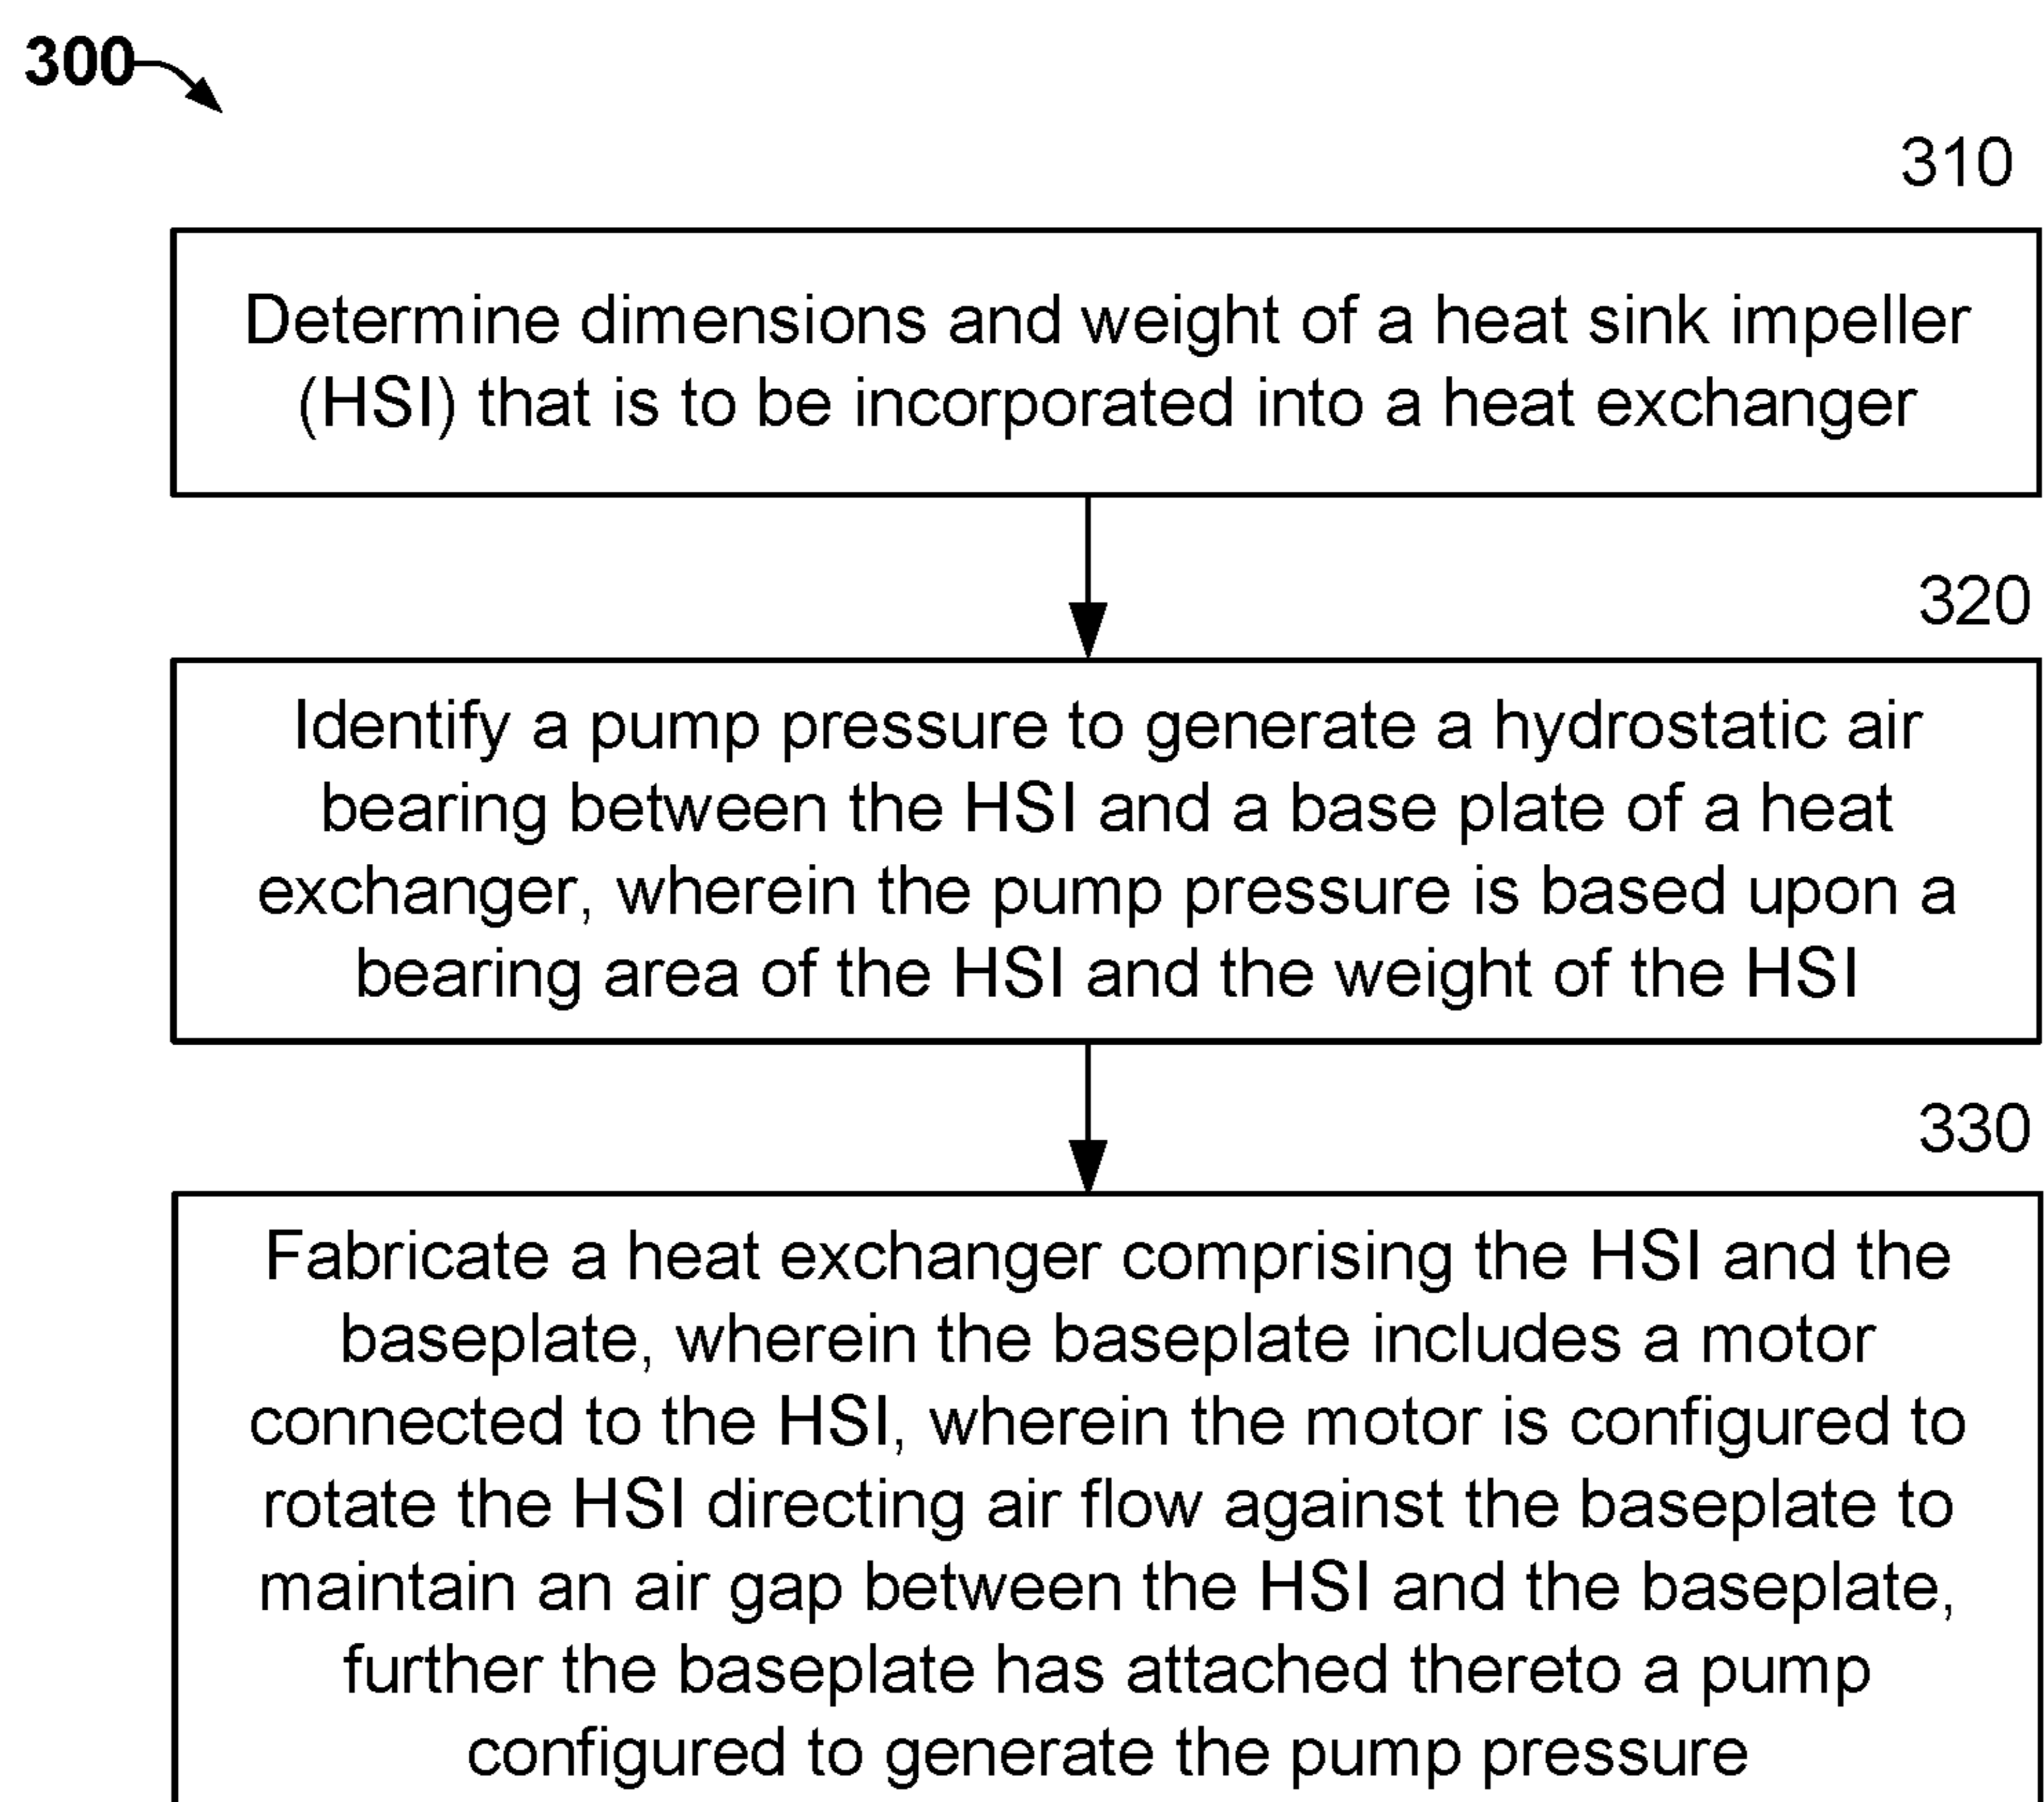 300
310
Determine dimensions and weight of a heat sink impeller
(HSI) that is to be incorporated into a heat exchanger
320
Identify a pump pressure to generate a hydrostatic air
bearing between the HSI and a base plate of a heat
exchanger, wherein the pump pressure is based upon a
bearing area of the HSI and the weight of the HSI
330
Fabricate a heat exchanger comprising the HSI and the
baseplate, wherein the baseplate includes a motor
connected to the HSI, wherein the motor is configured to
rotate the HSI directing air flow against the baseplate to
maintain an air gap between the HSI and the baseplate,
further the baseplate has attached thereto a pump
configured to generate the pump pressure